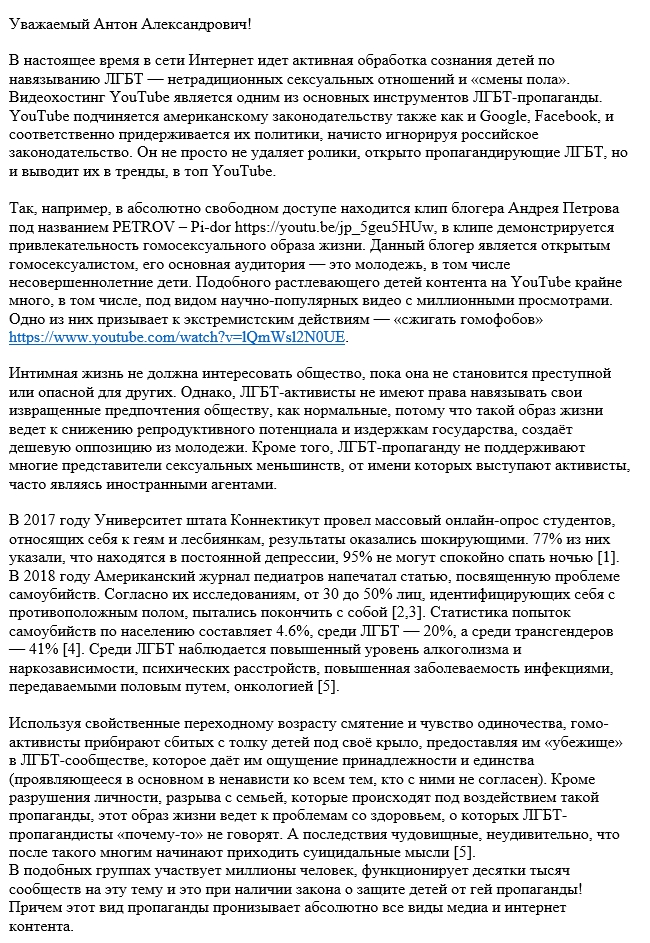 Уважаемый Антон Александрович!
В настоящее время в сети Интернет идет активная обработка сознания детей по
навязыванию ЛГБТ — нетрадиционных сексуальных отношений и «смены пола».
Видеохостинг YouTube является одним из основных инструментов ЛГБТ-пропаганды.
YouTube подчиняется американскому законодательству также как и Google, Facebook, и
соответственно придерживается их политики, начисто игнорируя российское
законодательство. Он не просто не удаляет ролики, открыто пропагандирующие ЛГБТ, но
и выводит их в тренды, в топ YouTube.
Так, например, в абсолютно свободном доступе находится клип блогера Андрея Петрова
под названием PETROV – Pi-dor https://youtu.be/jp_5geu5HUw, в клипе демонстрируется
привлекательность гомосексуального образа жизни. Данный блогер является открытым
гомосексуалистом, его основная аудитория — это молодежь, в том числе
несовершеннолетние дети. Подобного растлевающего детей контента на YouTube крайне
много, в том числе, под видом научно-популярных видео с миллионными просмотрами.
Одно из них призывает к экстремистским действиям — «сжигать гомофобов»
https://www.youtube.com/watch?v=lQmWsl2N0UE.
Интимная жизнь не должна интересовать общество, пока она не становится преступной
или опасной для других. Однако, ЛГБТ-активисты не имеют права навязывать свои
извращенные предпочтения обществу, как нормальные, потому что такой образ жизни
ведет к снижению репродуктивного потенциала и издержкам государства, создаёт
дешевую оппозицию из молодежи. Кроме того, ЛГБТ-пропаганду не поддерживают
многие представители сексуальных меньшинств, от имени которых выступают активисты,
часто являясь иностранными агентами.
В 2017 году Университет штата Коннектикут провел массовый онлайн-опрос студентов,
относящих себя к геям и лесбиянкам, результаты оказались шокирующими. 77% из них
указали, что находятся в постоянной депрессии, 95% не могут спокойно спать ночью [1].
В 2018 году Американский журнал педиатров напечатал статью, посвященную проблеме
самоубийств. Согласно их исследованиям, от 30 до 50% лиц, идентифицирующих себя с
противоположным полом, пытались покончить с собой [2,3]. Статистика попыток
самоубийств по населению составляет 4.6%, среди ЛГБТ — 20%, а среди трансгендеров
— 41% [4]. Среди ЛГБТ наблюдается повышенный уровень алкоголизма и
наркозависимости, психических расстройств, повышенная заболеваемость инфекциями,
передаваемыми половым путем, онкологией [5].
Используя свойственные переходному возрасту смятение и чувство одиночества, гомо-
активисты прибирают сбитых с толку детей под своё крыло, предоставляя им «убежище»
в ЛГБТ-сообществе, которое даёт им ощущение принадлежности и единства
(проявляющееся в основном в ненависти ко всем тем, кто с ними не согласен). Кроме
разрушения личности, разрыва с семьей, которые происходят под воздействием такой
пропаганды, этот образ жизни ведет к проблемам со здоровьем, о которых ЛГБТ-
пропагандисты «почему-то» не говорят. А последствия чудовищные, неудивительно, что
после такого многим начинают приходить суицидальные мысли [5].
В подобных группах участвует миллионы человек, функционирует десятки тысяч
сообществ на эту тему и это при наличии закона о защите детей от гей пропаганды!
Причем этот вид пропаганды пронизывает абсолютно все виды медиа и интернет
контента.